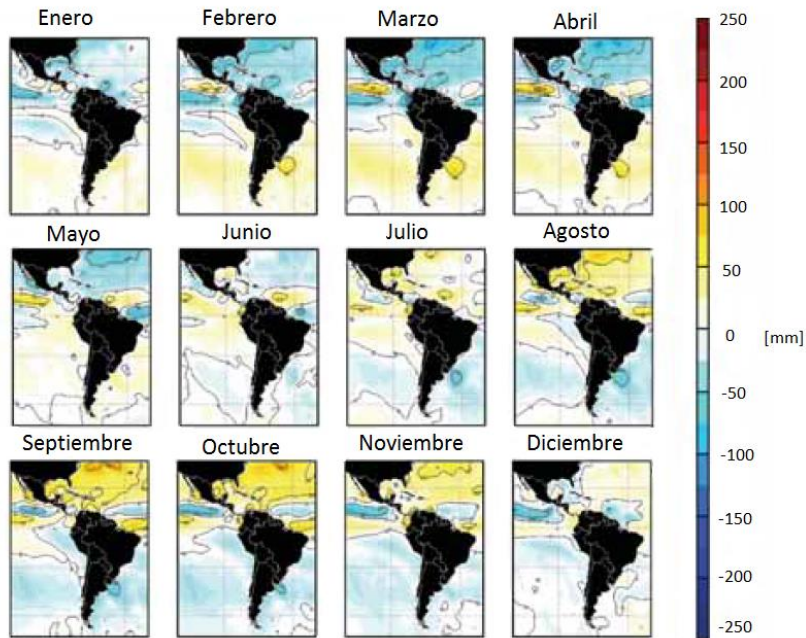 Enero Febrero Marzo Abril
Mayo Junio Julio Agosto
Septiembre Octubre Noviembre Diciembre
250
200
150
100
50
0 [mm]
-50
-100
-150
-200
-250